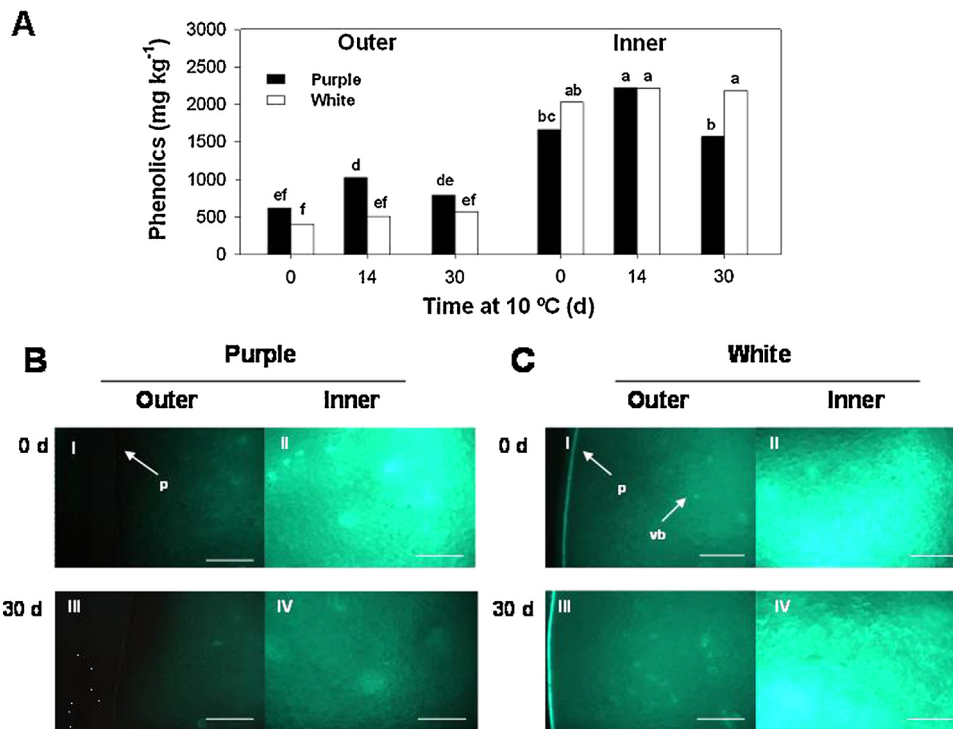 A
3000
Outer
Inner
2500
Purple
White
2000
1500
1000
500
0
Phenolics (mg kg-1)
ef
f
d
ef
de
ef
bc
ab
a
a
b
a
0
14
30
0
14
30
Time at 10 ºC (d)
B
Purple
Outer
Inner
0 d
I
p
II
30 d
III
IV
C
White
Outer
Inner
0 d
I
p
vb
II
30 d
III
IV